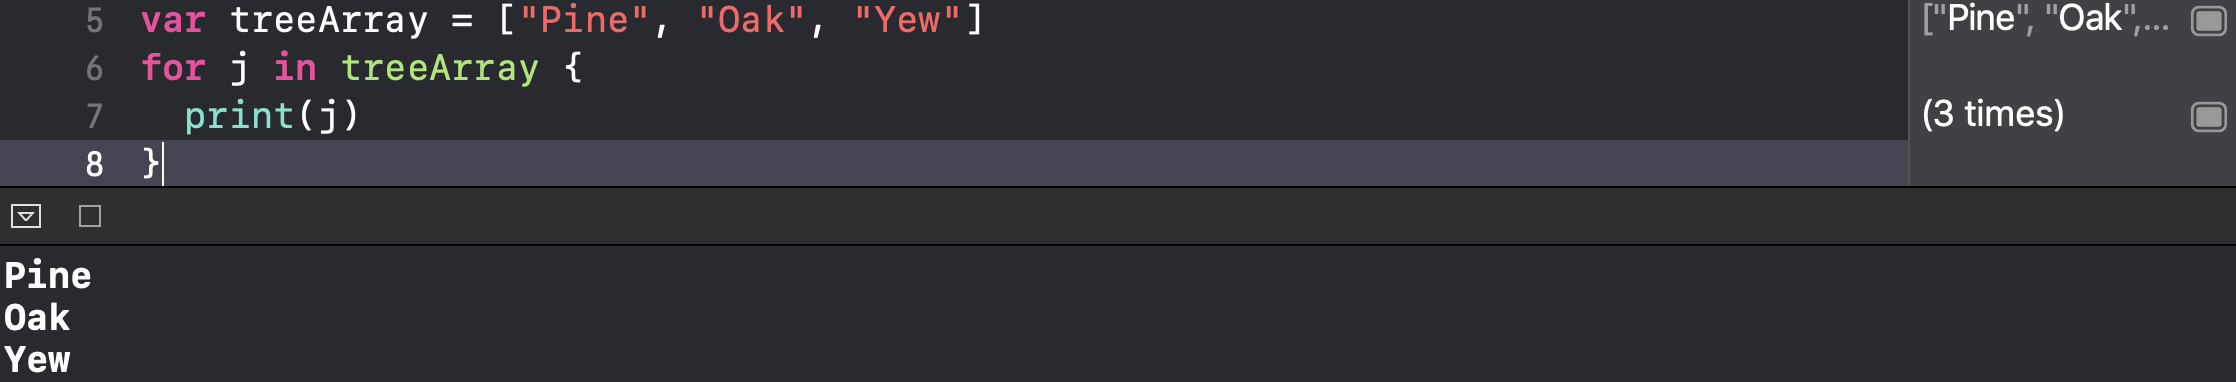 5 var treeArray = ["Pine", "Oak", "Yew"] ["Pine", "Oak",...
6 for j in treeArray {
7 print(j) (3 times)
8 }
Pine
Oak
Yew